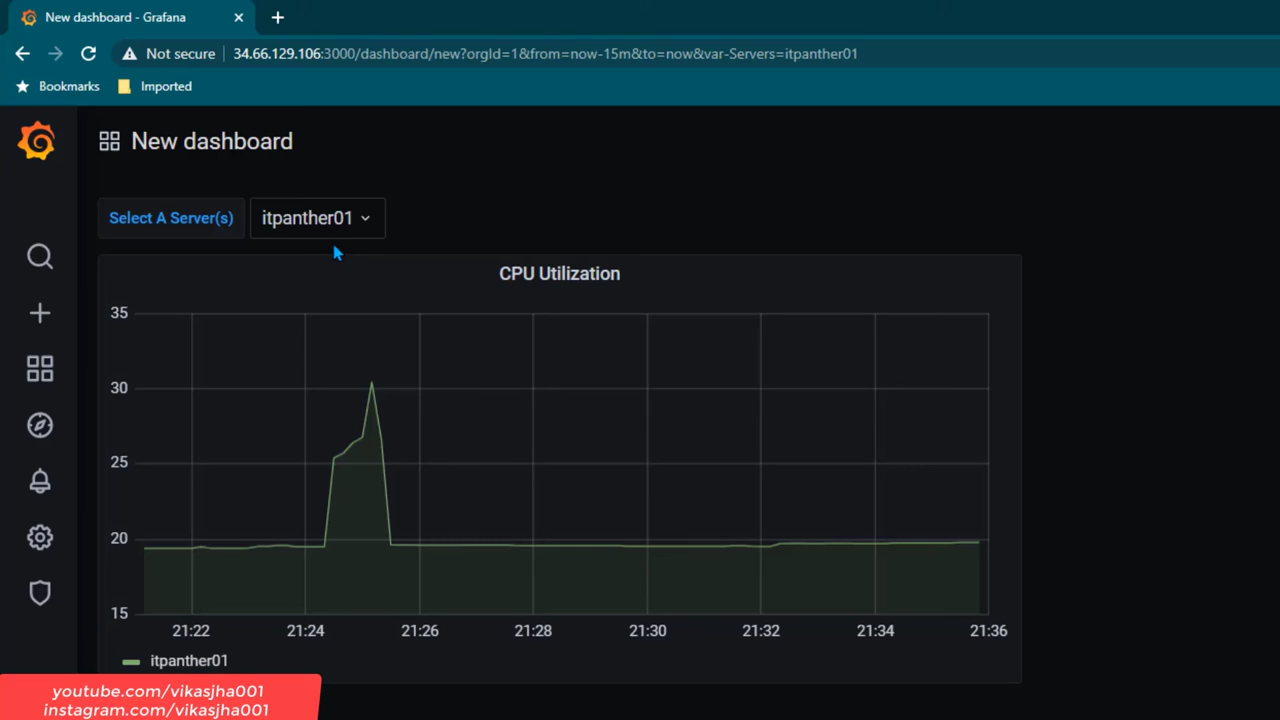 New dashboard - Grafana
Not secure 34.66.129.106:3000/dashboard/new?orgId=1&from=now-15m&to=now&var-Servers=itpanther01
Bookmarks Imported
New dashboard
Select A Server(s) itpanther01
CPU Utilization
35
30
25
20
15
21:22 21:24 21:26 21:28 21:30 21:32 21:34 21:36
itpanther01
youtube.com/vikasjha001
instagram.com/vikasjha001